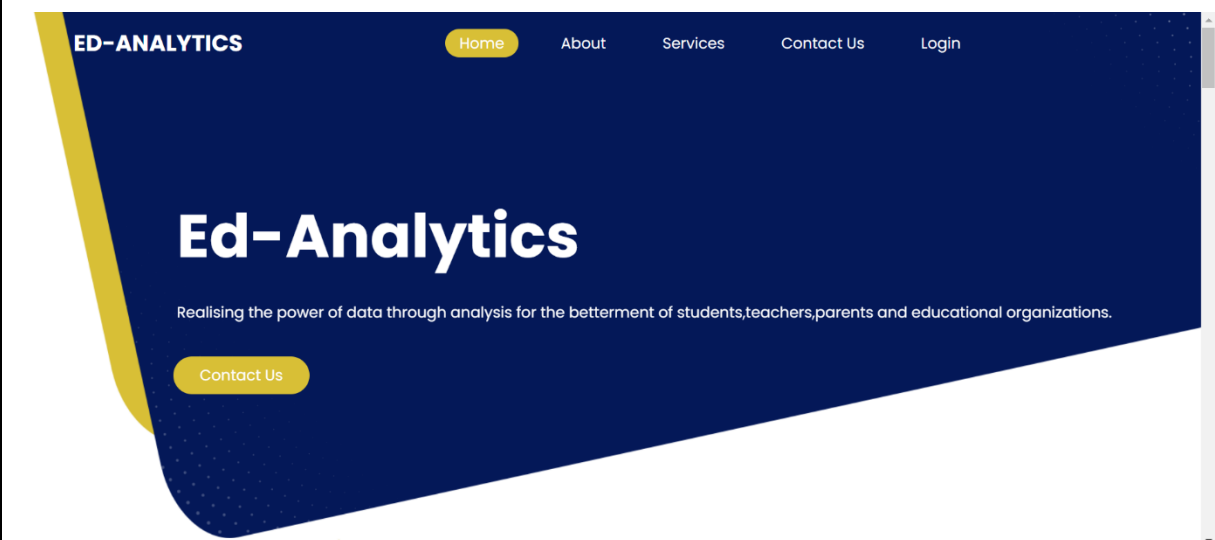 ED-ANALYTICS Home About Services Contact Us Login
Ed-Analytics
Realising the power of data through analysis for the betterment of students,teachers,parents and educational organizations.
Contact Us